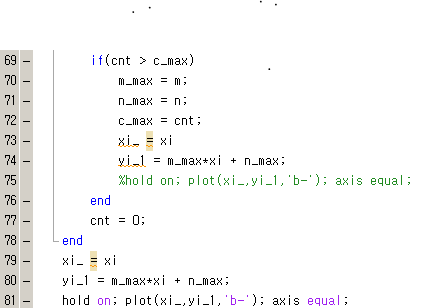 69 – if(cnt > c_max)
70 – m_max = m;
71 – n_max = n;
72 – c_max = cnt;
73 – xi_ = xi
74 – yi_1 = m_max*xi + n_max;
75 %hold on; plot(xi_,yi_1,'b-'); axis equal;
76 – end
77 – cnt = 0;
78 – end
79 – xi_ = xi
80 – yi_1 = m_max*xi + n_max;
81 – hold on; plot(xi_,yi_1,'b-'); axis equal;